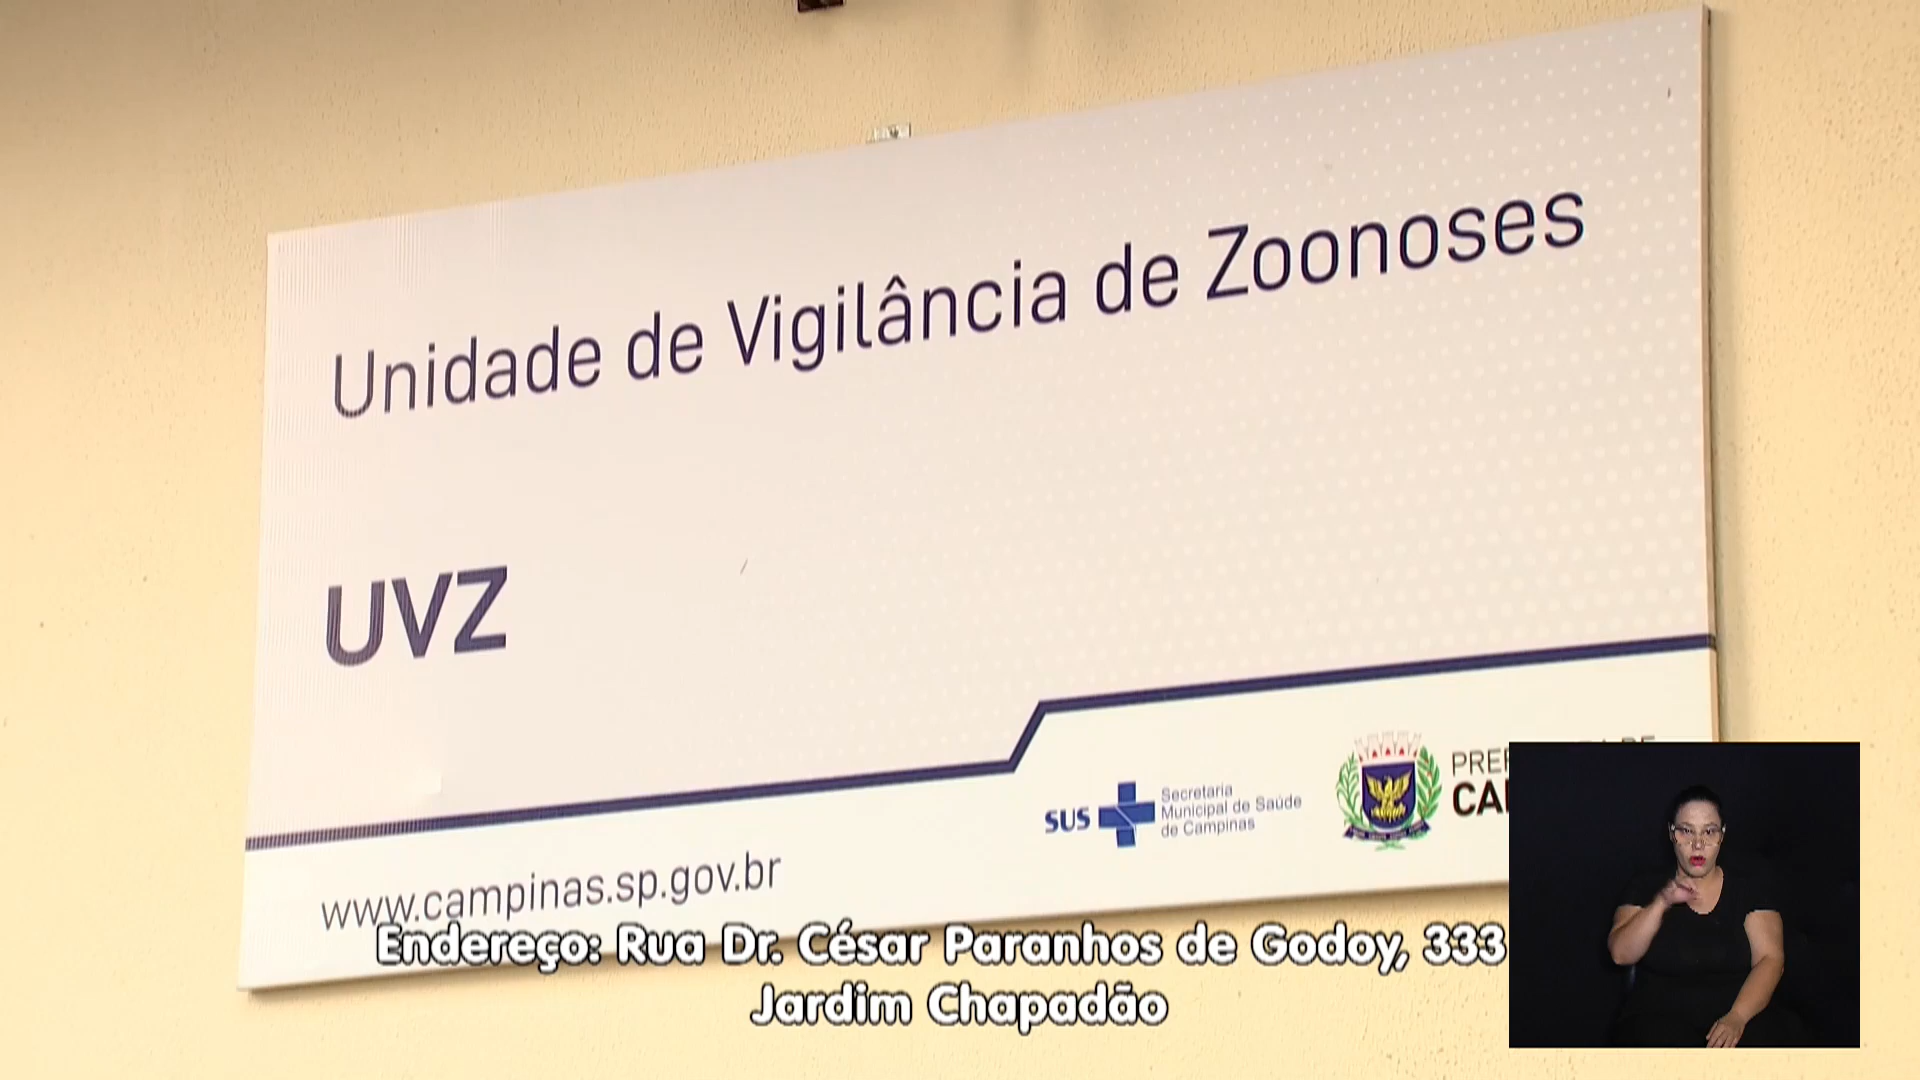 Unidade de Vigilância de Zoonoses
UVZ
SUS
Secretaria
Municipal de Saúde
de Campinas
www.campinas.sp.gov.br
Endereço: Rua Dr. César Paranhos de Godoy, 333
Jardim Chapadão